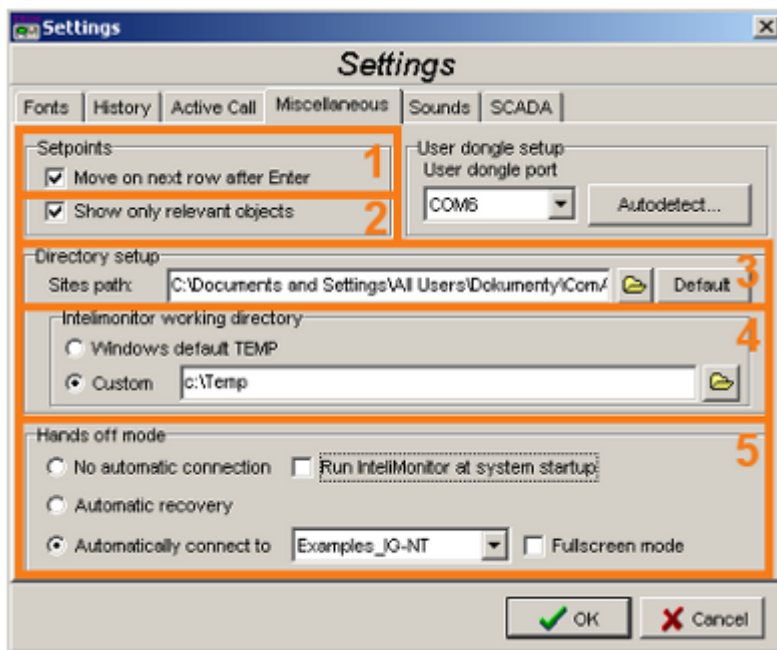 Settings
Settings
Fonts History Active Call Miscellaneous Sounds SCADA
Setpoints
Move on next row after Enter
1
Show only relevant objects
2
User dongle setup
User dongle port
COM6 Autodetect...
Directory setup
Sites path: C:\Documents and Settings\All Users\Dokumenty\ComA Default
3
Intelimonitor working directory
4
Windows default TEMP
Custom c:\Temp
Hands off mode
5
No automatic connection Run InteliMonitor at system startup
Automatic recovery
Automatically connect to Examples_IG-NT Fullscreen mode
OK Cancel